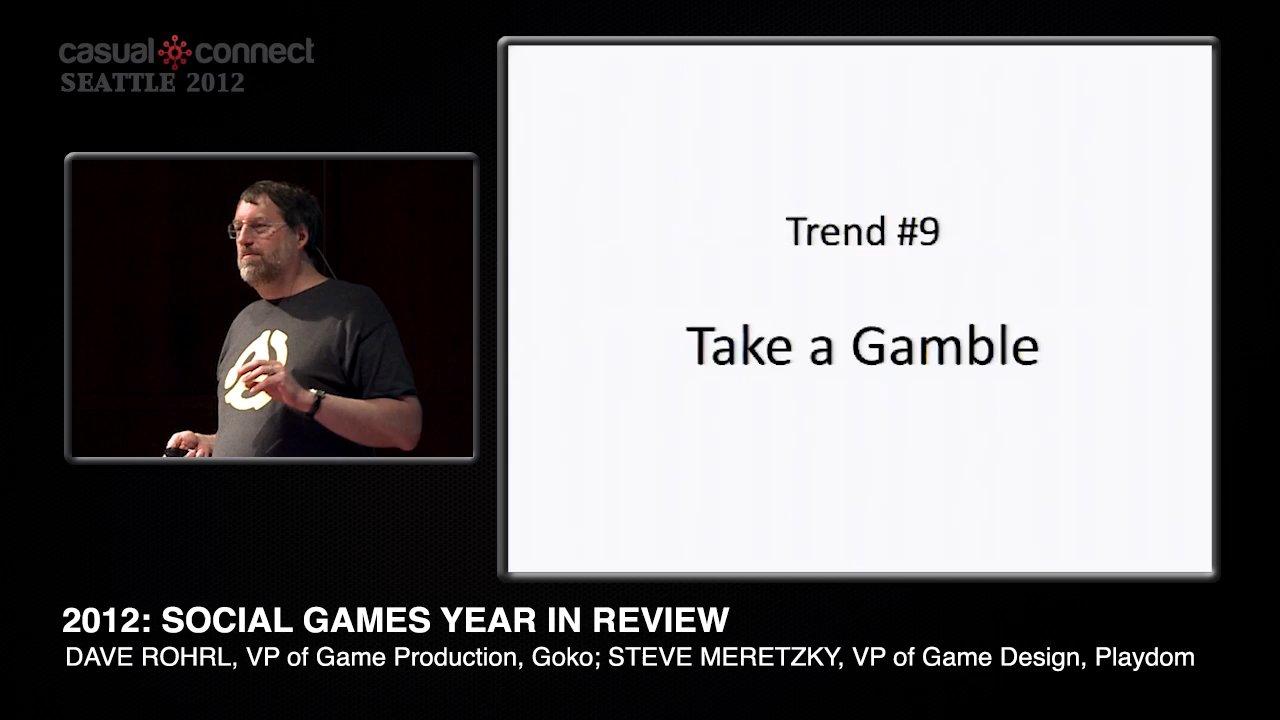 casual connect
SEATTLE 2012
Trend #9
Take a Gamble
2012: SOCIAL GAMES YEAR IN REVIEW
DAVE ROHRL, VP of Game Production, Goko; STEVE MERETZKY, VP of Game Design, Playdom